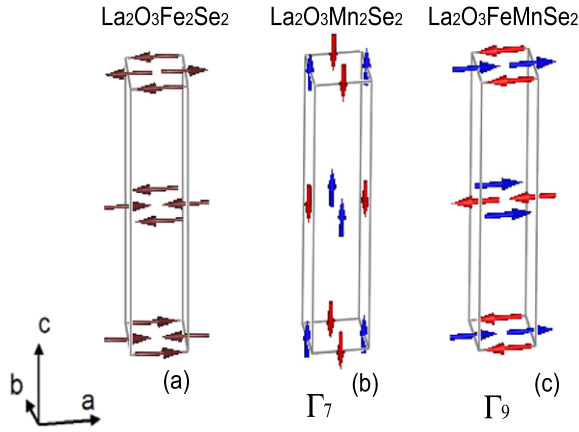 La₂O₃Fe₂Se₂ La₂O₃Mn₂Se₂ La₂O₃FeMnSe₂
c
b
a
(a) (b) (c)
Γ₇ Γ₉